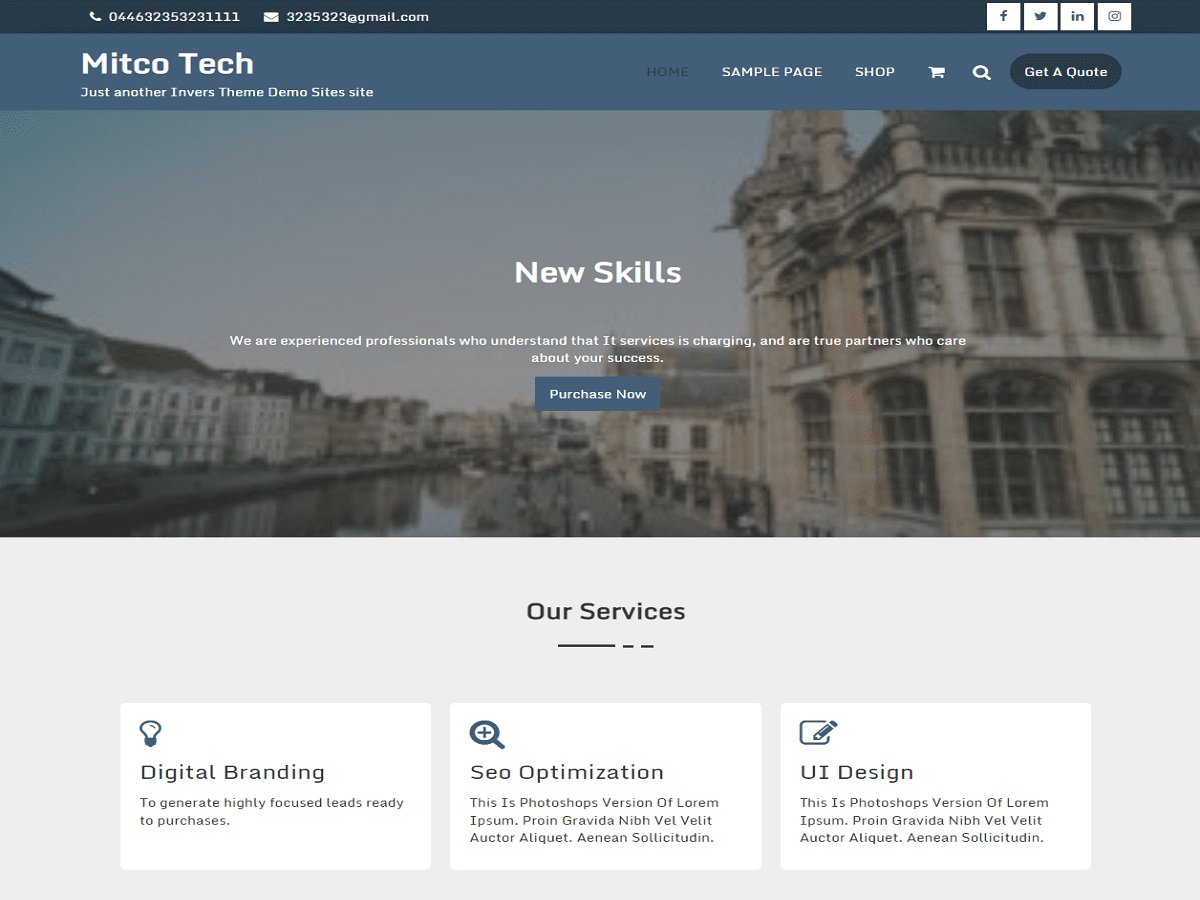 044632353231111 3235323@gmail.com
Mitco Tech
Just another Invers Theme Demo Sites site
HOME SAMPLE PAGE SHOP Get A Quote
New Skills
We are experienced professionals who understand that It services is charging, and are true partners who care
about your success.
Purchase Now
Our Services
Digital Branding
To generate highly focused leads ready
to purchases.
Seo Optimization
This Is Photoshops Version Of Lorem
Ipsum. Proin Gravida Nibh Vel Velit
Auctor Aliquet. Aenean Sollicitudin.
UI Design
This Is Photoshops Version Of Lorem
Ipsum. Proin Gravida Nibh Vel Velit
Auctor Aliquet. Aenean Sollicitudin.